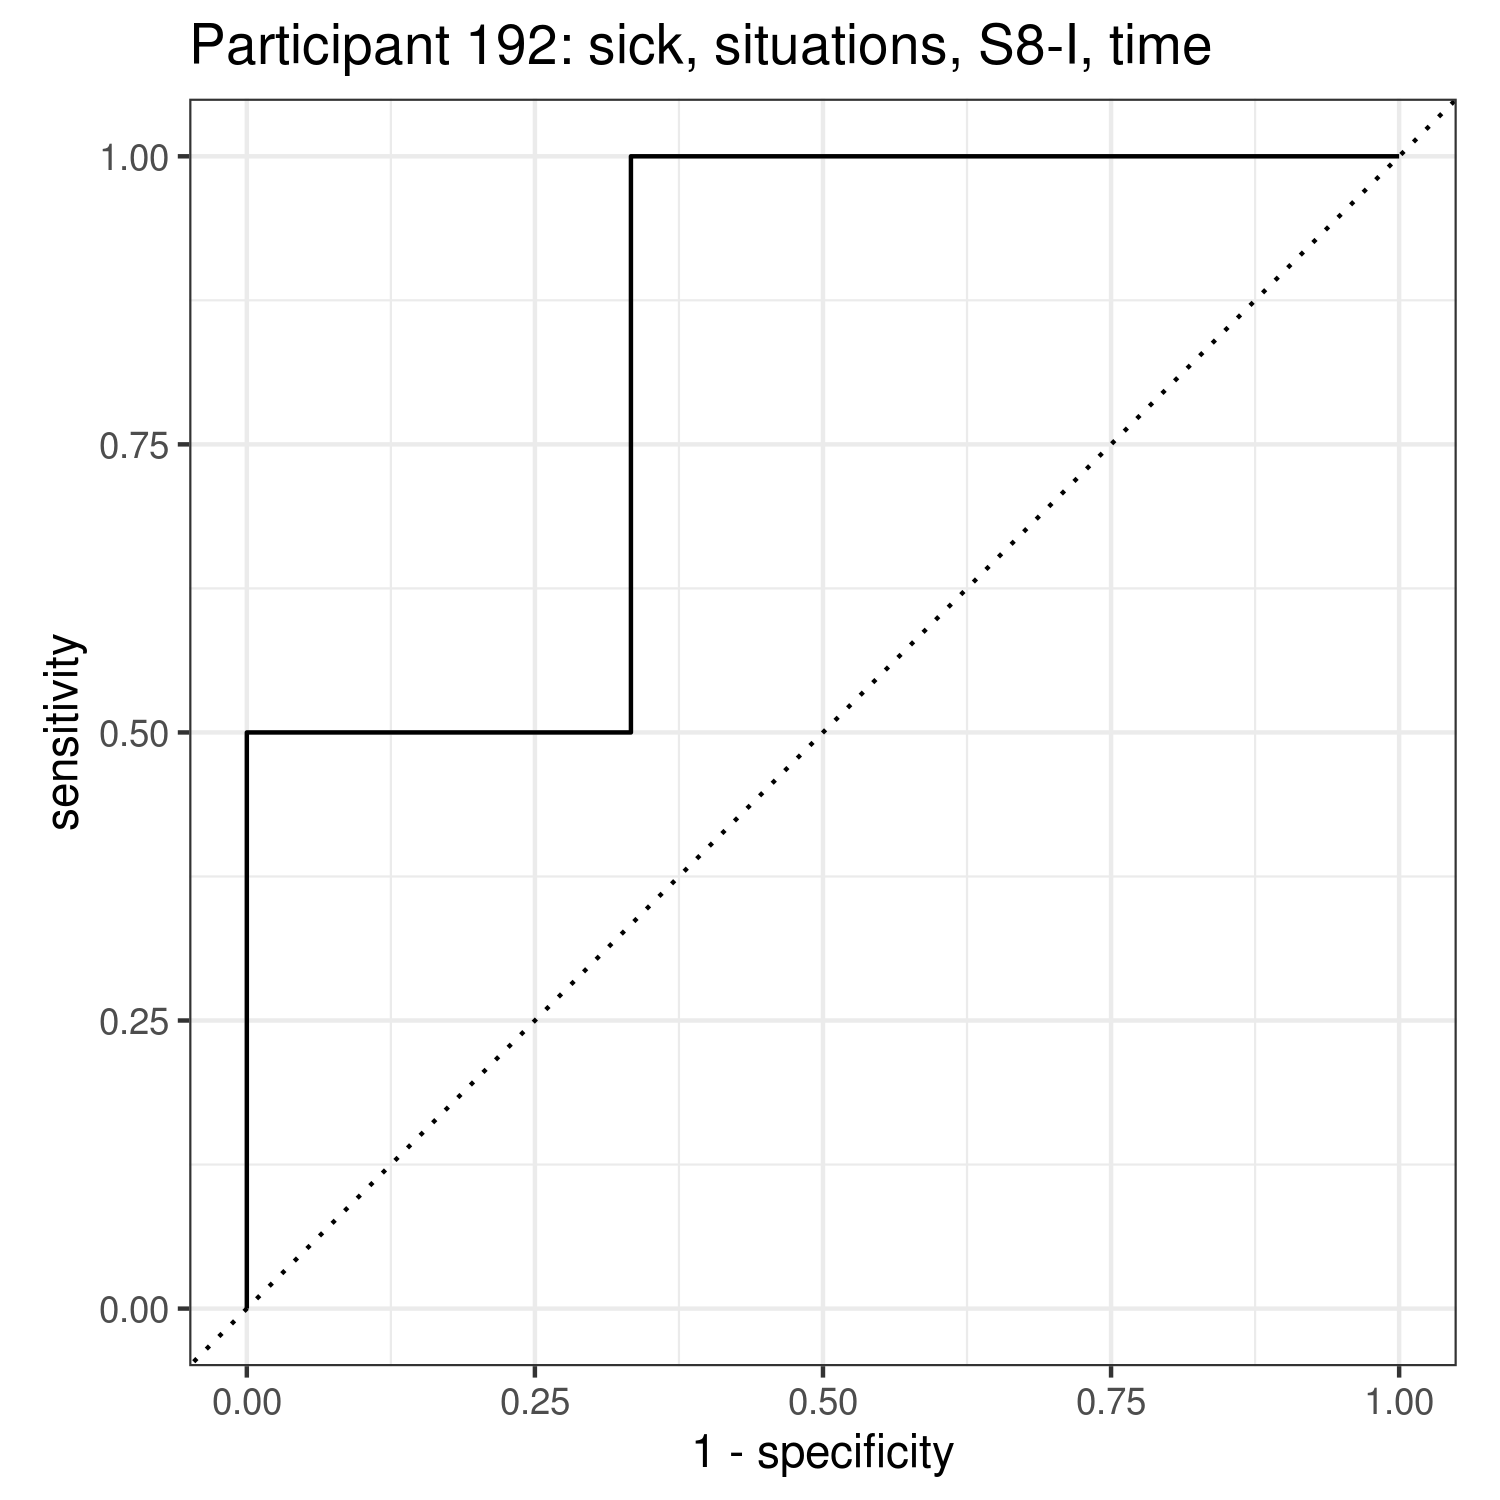 Participant 192: sick, situations, S8-I, time
1.00
0.75
0.50
0.25
0.00
sensitivity
0.00 0.25 0.50 0.75 1.00
1 - specificity